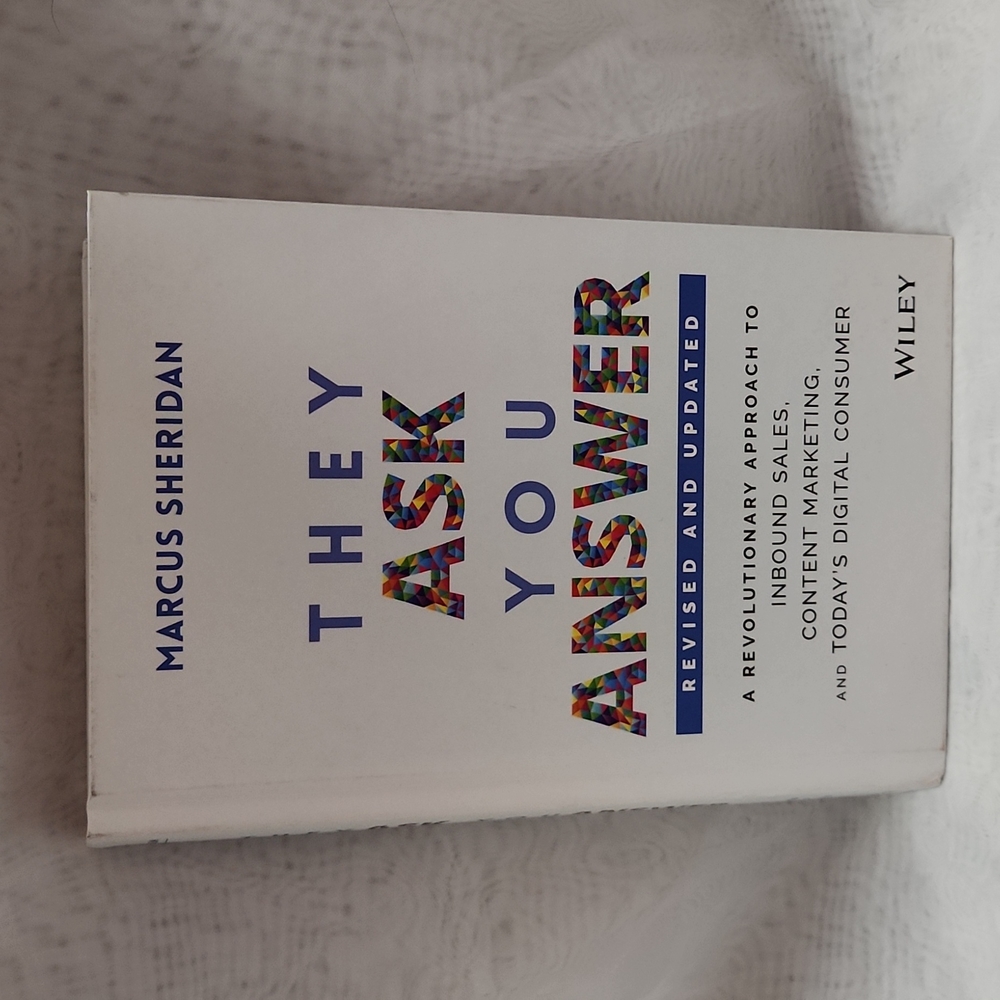 MARCUS SHERIDAN
THEY
ASK
YOU
ANSWER
REVISED AND UPDATED
A REVOLUTIONARY APPROACH TO
INBOUND SALES,
CONTENT MARKETING,
AND TODAY'S DIGITAL CONSUMER
WILEY